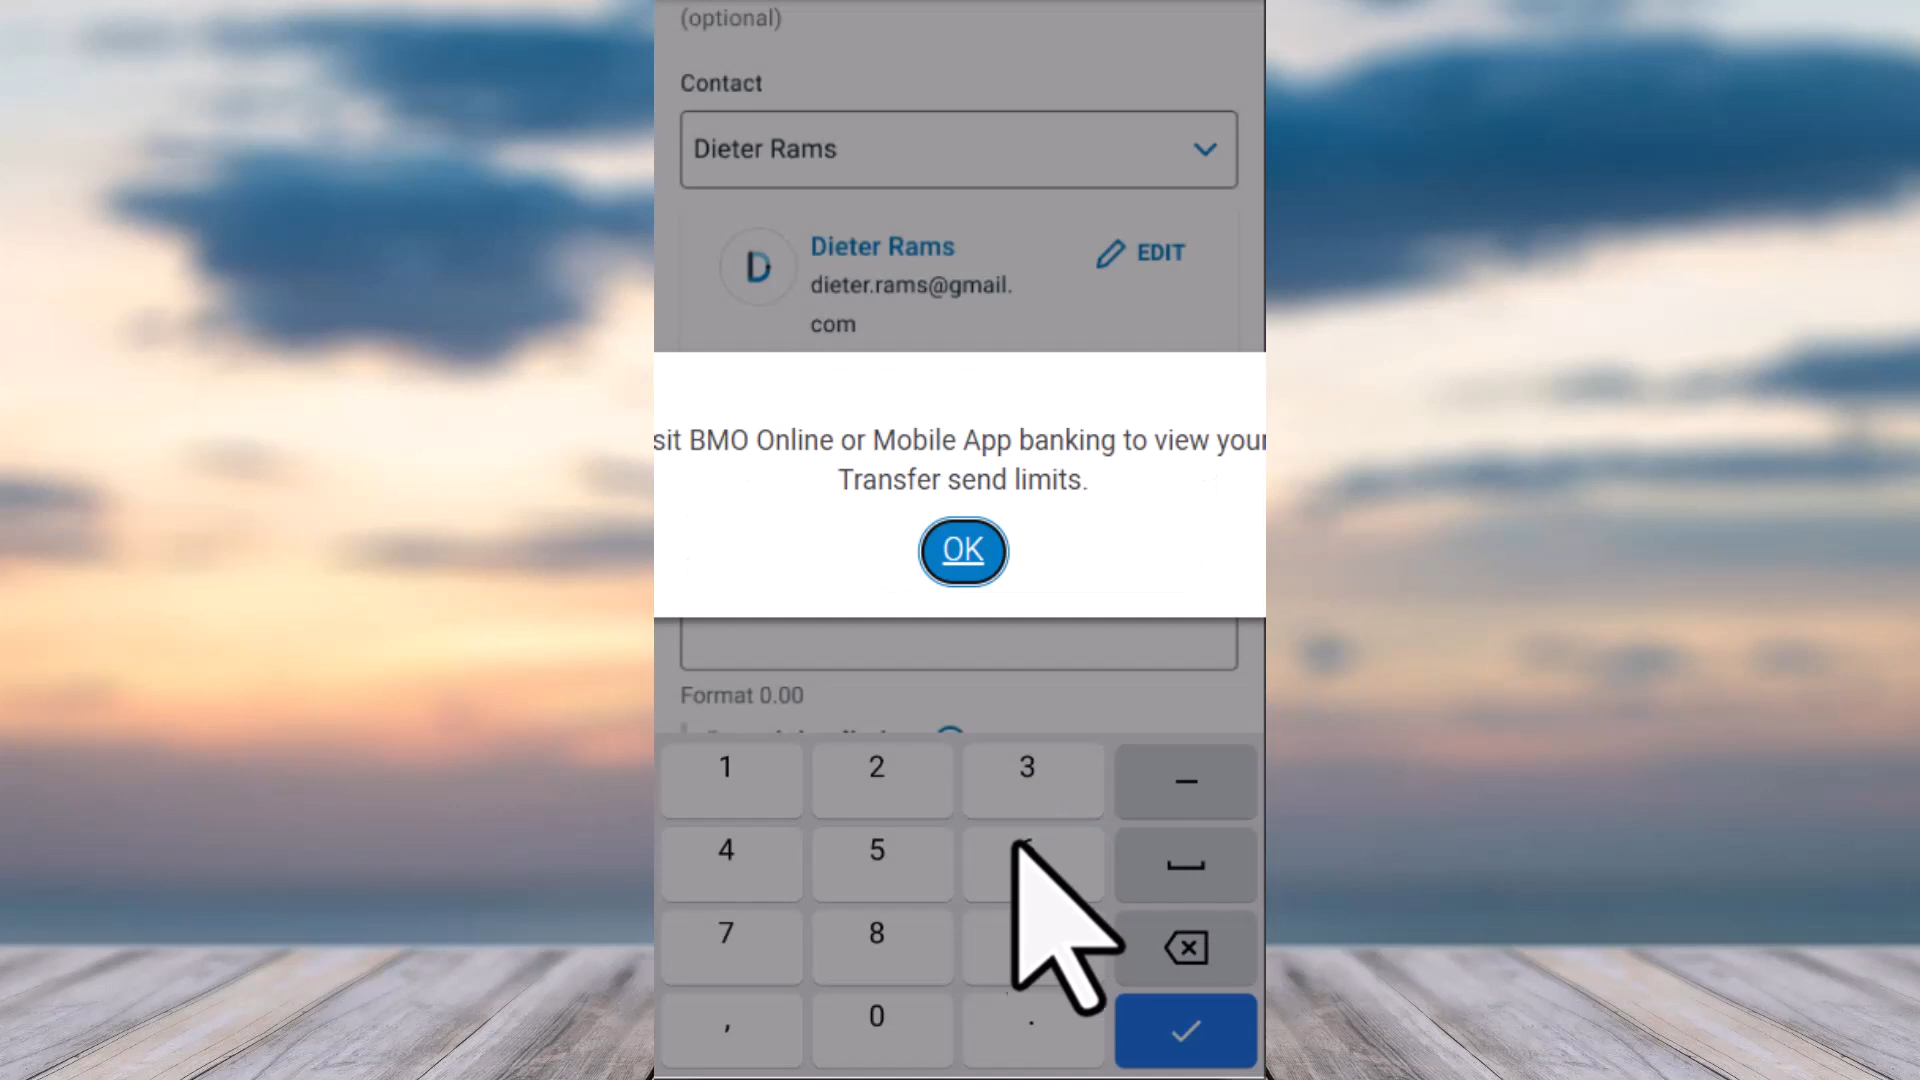 (optional)
Contact
Dieter Rams
D
Dieter Rams
EDIT
dieter.rams@gmail.
com
sit BMO Online or Mobile App banking to view your
Transfer send limits.
OK
Format 0.00
1 2 3 –
4 5
7 8
, 0 .